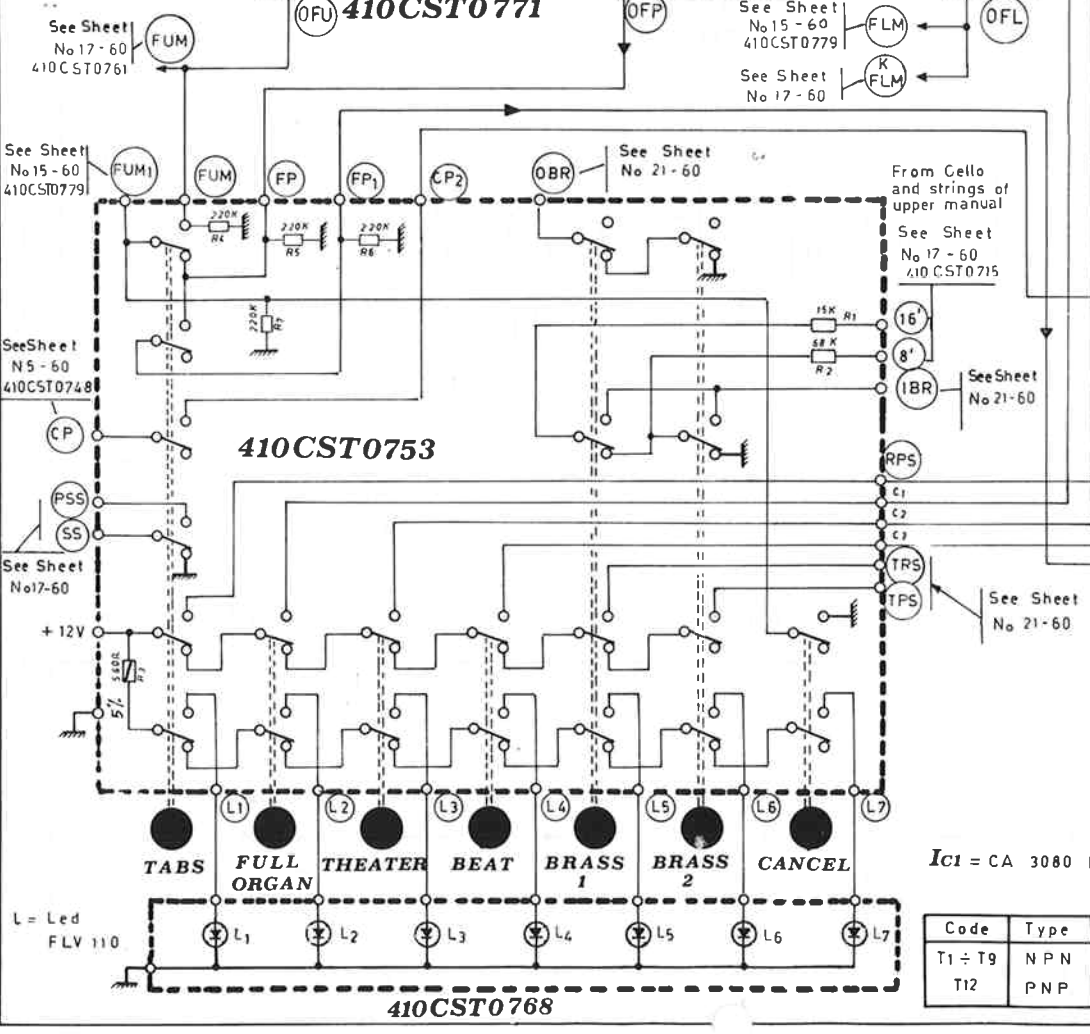 410CST0771
OFU
OFP
OFL
See Sheet
No 17-60
410CST0761
FUM
See Sheet
No 15-60
410CST0779
FLM
See Sheet
No 17-60
K
FLM
See Sheet
No 15-60
410CST0779
FUM1
FUM
FP
FP1
CP2
OBR
See Sheet
No 21-60
From Cello
and strings of
upper manual
See Sheet
No 17-60
410CST0715
220K
R4
220K
R5
220K
R6
220K
R7
15K R1
68K
R2
16'
8'
IBR
See Sheet
No 21-60
See Sheet
N5-60
410CST0748
CP
410CST0753
PSS
SS
See Sheet
No17-60
RPS
C1
C2
C3
TRS
TPS
See Sheet
No 21-60
+ 12V
560R
R3
5%
L1
L2
L3
L4
L5
L6
L7
TABS
FULL
ORGAN
THEATER
BEAT
BRASS
1
BRASS
2
CANCEL
IC1 = CA 3080
L = Led
FLV 110
L1
L2
L3
L4
L5
L6
L7
410CST0768
Code Type
T1 ÷ T9 NPN
T12 PNP